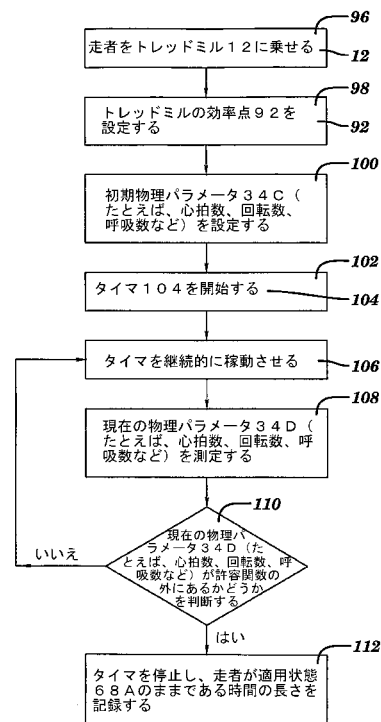 96
走者をトレッドミル１２に乗せる
12
98
トレッドミルの効率点９２を
設定する
92
100
初期物理パラメータ３４Ｃ（
たとえば、心拍数、回転数、
呼吸数など）を設定する
102
タイマ１０４を開始する
104
タイマを継続的に稼動させる
106
108
現在の物理パラメータ３４Ｄ（
たとえば、心拍数、回転数、呼
吸数など）を測定する
110
現在の物理パ
ラメータ３４Ｄ（た
とえば、心拍数、回転数、呼
吸数など）が許容関数の
外にあるかどうか
を判断する
いいえ
はい
112
タイマを停止し、走者が適用状態
６８Ａのままである時間の長さを
記録する